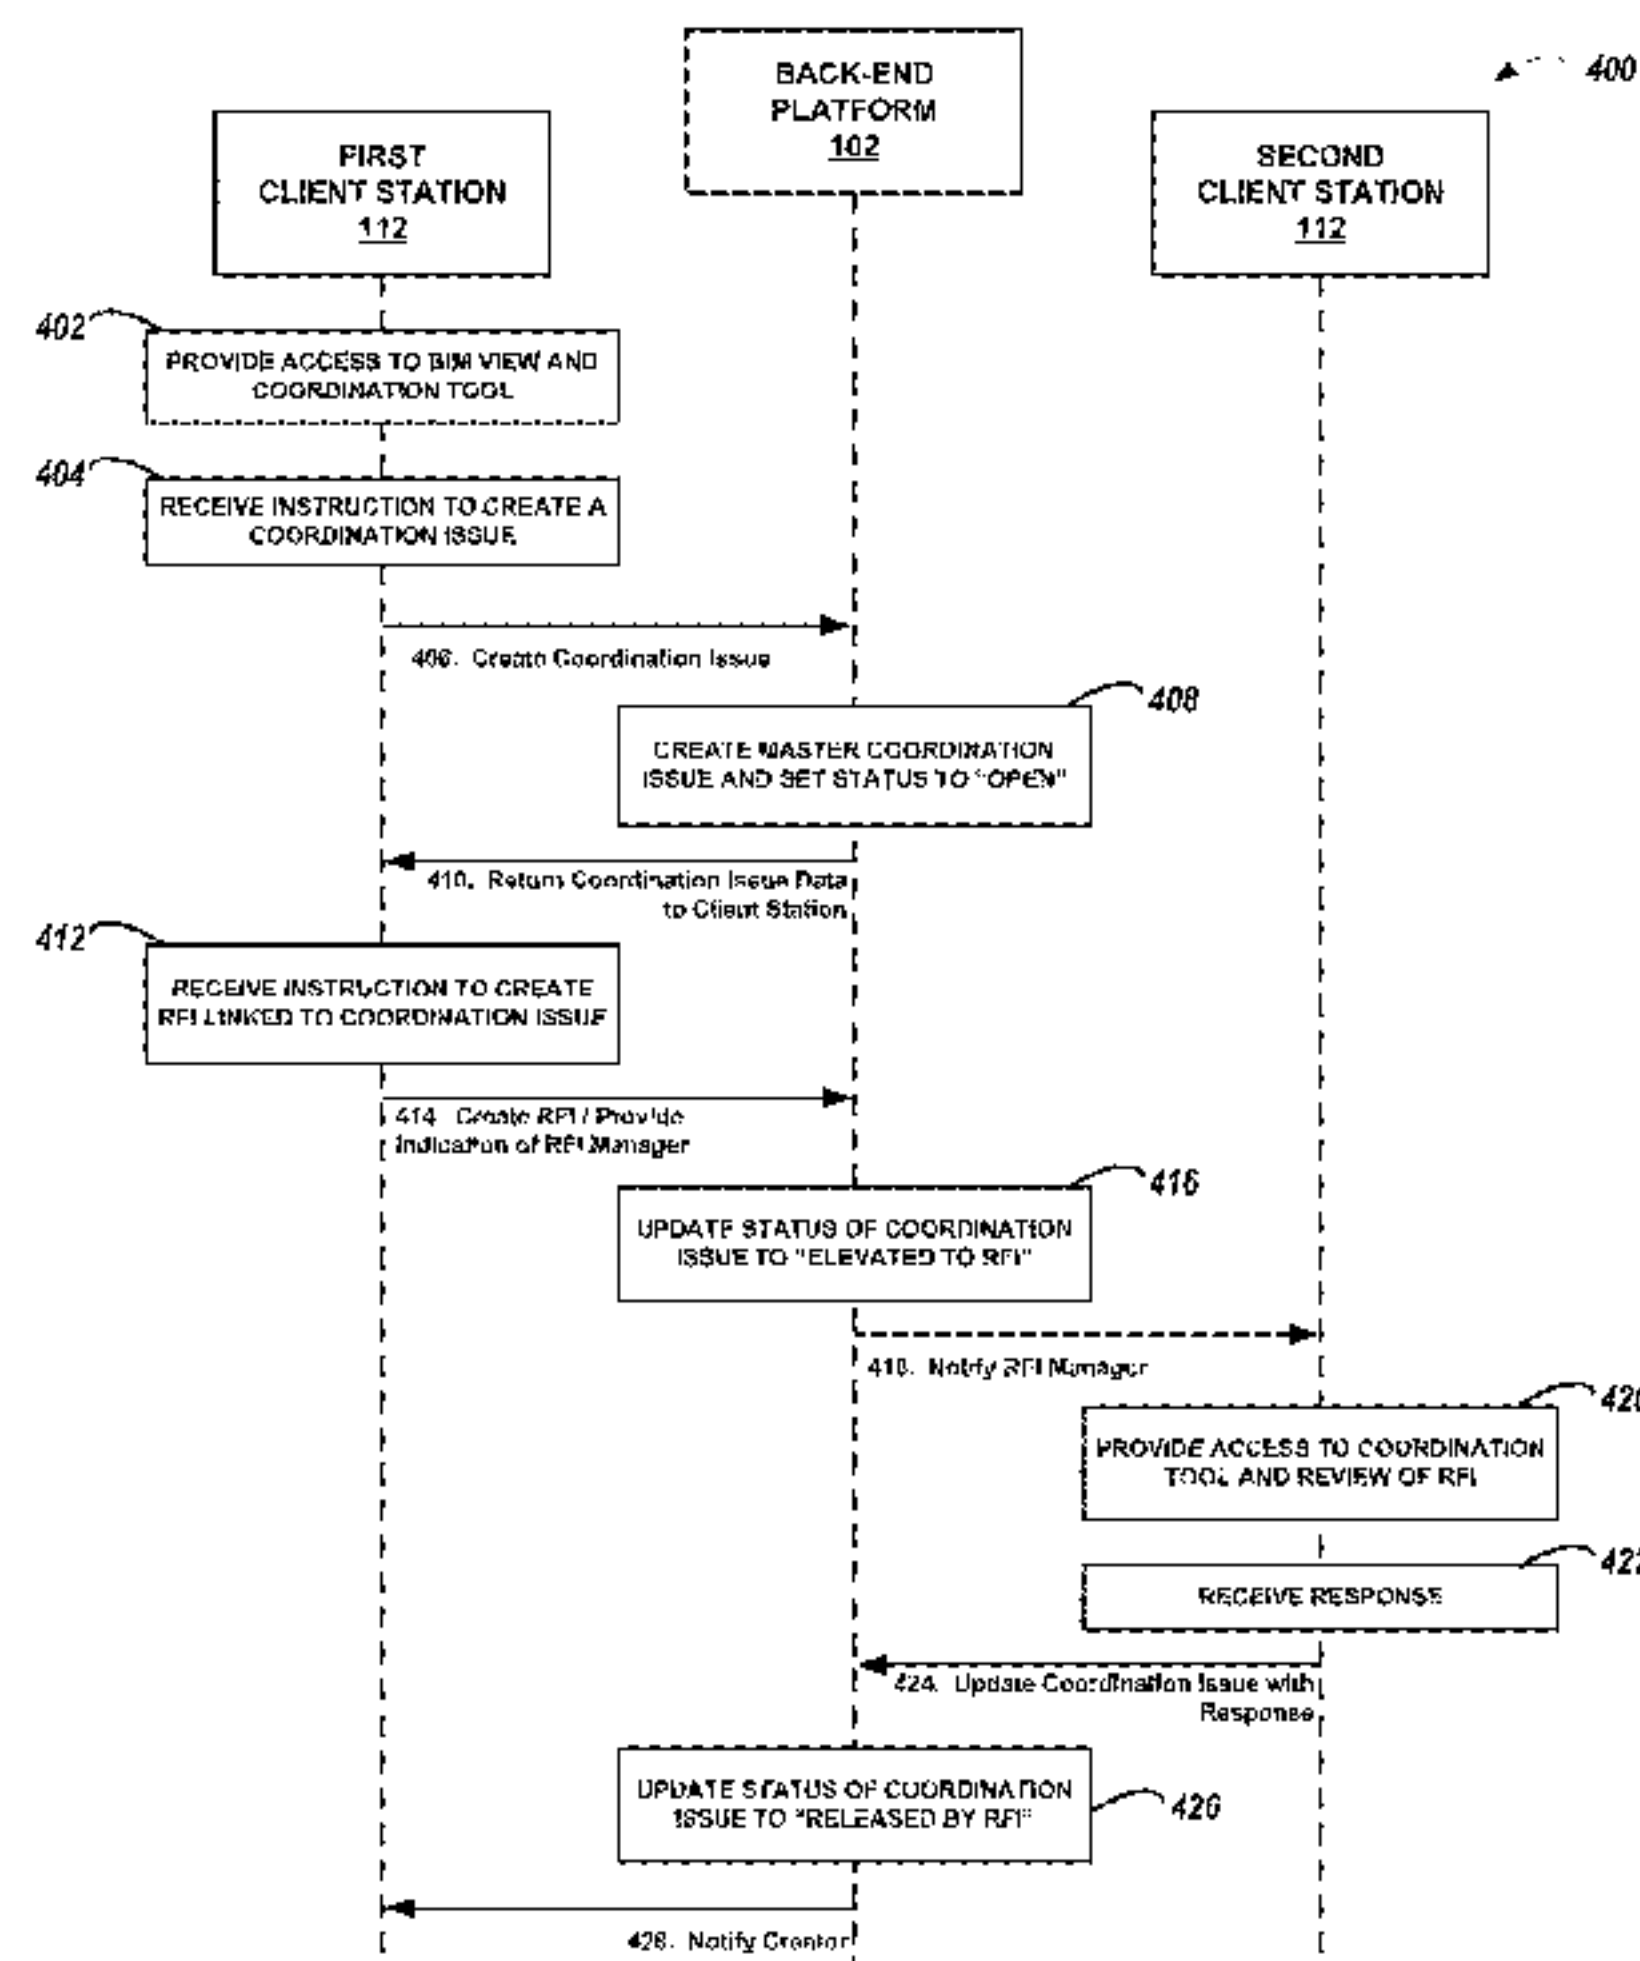 400
BACK-END
PLATFORM
102
FIRST
CLIENT STATION
112
SECOND
CLIENT STATION
112
402
PROVIDE ACCESS TO BIM VIEW AND
COORDINATION TOOL
404
RECEIVE INSTRUCTION TO CREATE A
COORDINATION ISSUE
406. Create Coordination Issue
408
CREATE MASTER COORDINATION
ISSUE AND SET STATUS TO "OPEN"
410. Return Coordination Issue Data
to Client Station
412
RECEIVE INSTRUCTION TO CREATE
RFI LINKED TO COORDINATION ISSUE
414. Create RFI / Provide
Indication of RFI Manager
416
UPDATE STATUS OF COORDINATION
ISSUE TO "ELEVATED TO RFI"
418. Notify RFI Manager
420
PROVIDE ACCESS TO COORDINATION
TOOL AND REVIEW OF RFI
422
RECEIVE RESPONSE
424. Update Coordination Issue with
Response
UPDATE STATUS OF COORDINATION
ISSUE TO "RELEASED BY RFI"
426
428. Notify Creator